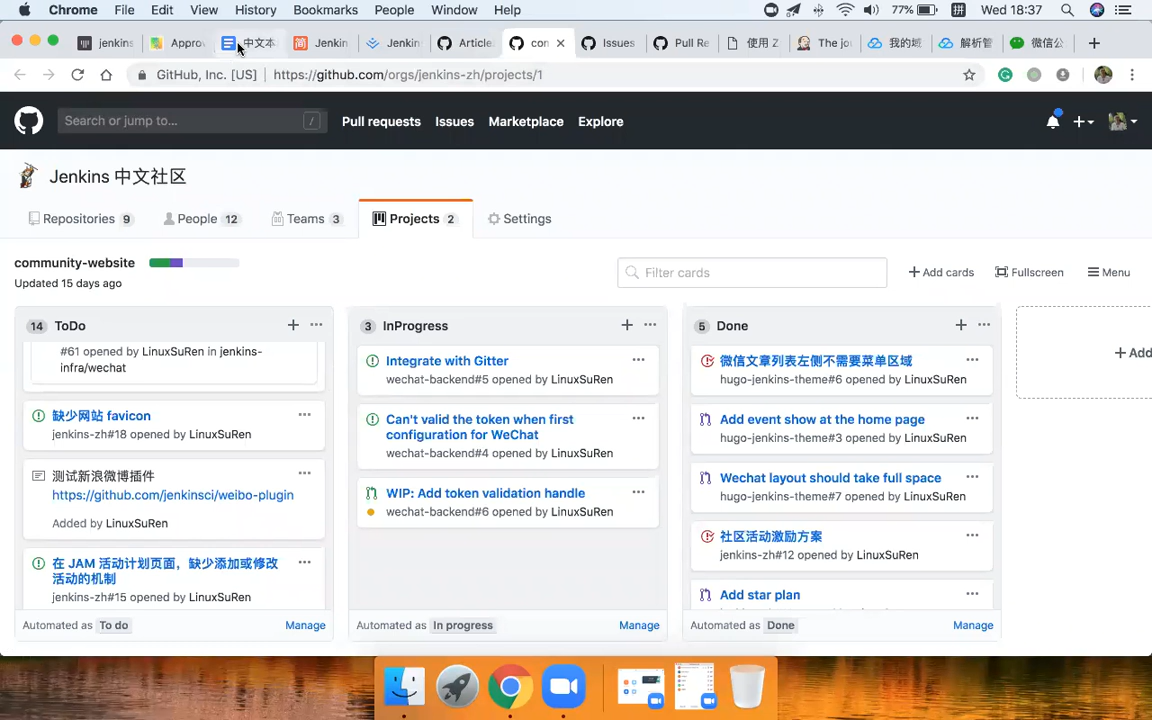 Chrome File Edit View History Bookmarks People Window Help 77% 拼 Wed 18:37
jenkins Appro 中文本 Jenkin Jenkin Article com Issues Pull Re 使用 Z The jo 我的域 解析管 微信公
GitHub, Inc. [US] | https://github.com/orgs/jenkins-zh/projects/1
Search or jump to... / Pull requests Issues Marketplace Explore
Jenkins 中文社区
Repositories 9 People 12 Teams 3 Projects 2 Settings
community-website
Updated 15 days ago
Filter cards
+ Add cards Fullscreen Menu
14 ToDo
#61 opened by LinuxSuRen in jenkins-
infra/wechat
缺少网站 favicon
jenkins-zh#18 opened by LinuxSuRen
测试新浪微博插件
https://github.com/jenkinsci/weibo-plugin
Added by LinuxSuRen
在 JAM 活动计划页面，缺少添加或修改
活动的机制
jenkins-zh#15 opened by LinuxSuRen
Automated as To do Manage
3 InProgress
Integrate with Gitter
wechat-backend#5 opened by LinuxSuRen
Can't valid the token when first
configuration for WeChat
wechat-backend#4 opened by LinuxSuRen
WIP: Add token validation handle
wechat-backend#6 opened by LinuxSuRen
Automated as In progress Manage
5 Done
微信文章列表左侧不需要菜单区域
hugo-jenkins-theme#6 opened by LinuxSuRen
Add event show at the home page
hugo-jenkins-theme#3 opened by LinuxSuRen
Wechat layout should take full space
hugo-jenkins-theme#7 opened by LinuxSuRen
社区活动激励方案
jenkins-zh#12 opened by LinuxSuRen
Add star plan
Automated as Done Manage
+ Add